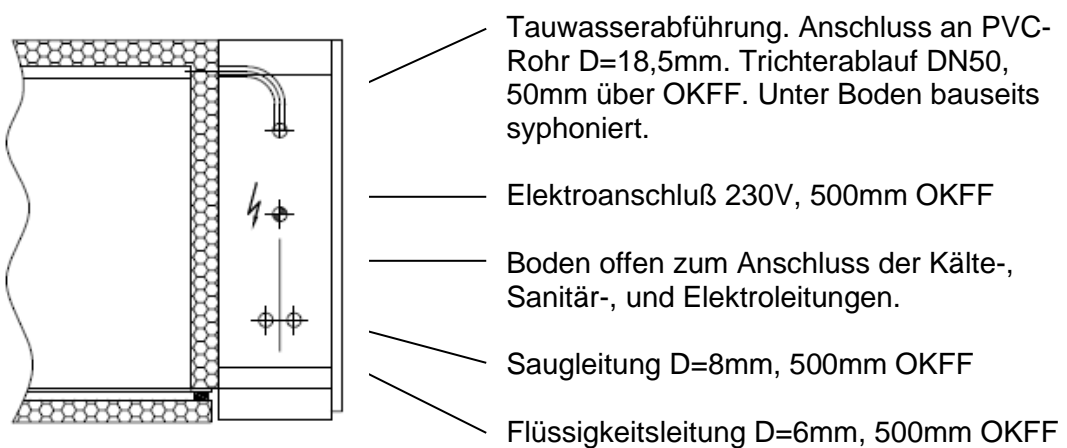 Tauwasserabführung. Anschluss an PVC-
Rohr D=18,5mm. Trichterablauf DN50,
50mm über OKFF. Unter Boden bauseits
syphoniert.
Elektroanschluß 230V, 500mm OKFF
Boden offen zum Anschluss der Kälte-,
Sanitär-, und Elektroleitungen.
Saugleitung D=8mm, 500mm OKFF
Flüssigkeitsleitung D=6mm, 500mm OKFF